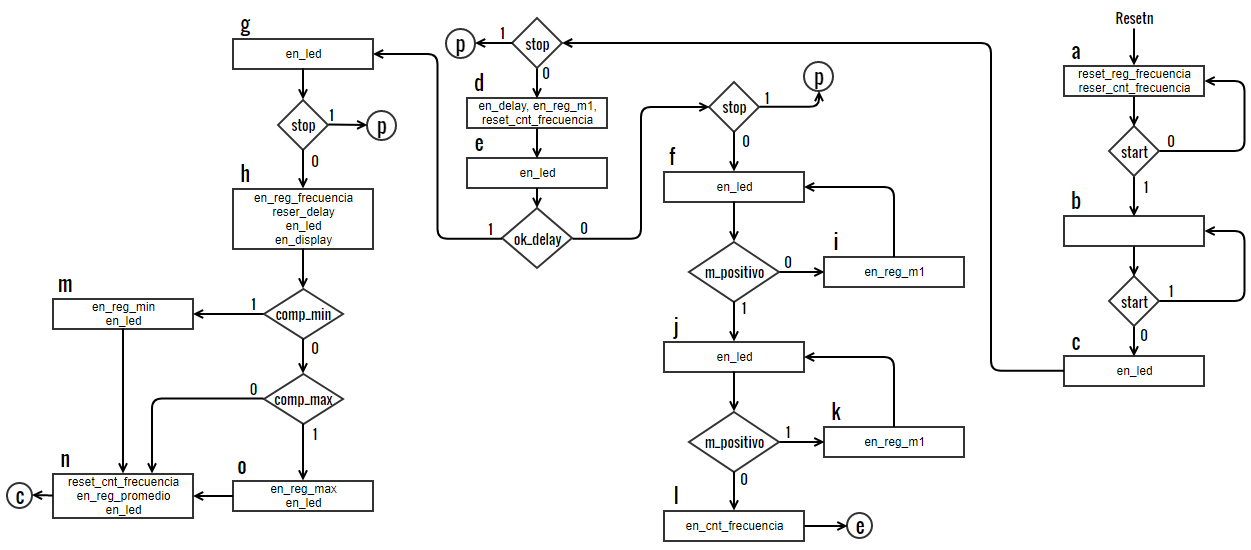 g
en_led
stop
1
p
0
h
en_reg_frecuencia
reser_delay
en_led
en_display
m
en_reg_min
en_led
1
comp_min
0
0
comp_max
1
n
reset_cnt_frecuencia
en_reg_promedio
en_led
c
o
en_reg_max
en_led
p
1
stop
0
d
en_delay, en_reg_m1,
reset_cnt_frecuencia
e
en_led
1
ok_delay
0
stop
1
p
0
f
en_led
m_positivo
0
i
en_reg_m1
1
j
en_led
m_positivo
1
k
en_reg_m1
0
l
en_cnt_frecuencia
e
Resetn
a
reset_reg_frecuencia
reser_cnt_frecuencia
start
0
1
b
start
1
0
c
en_led